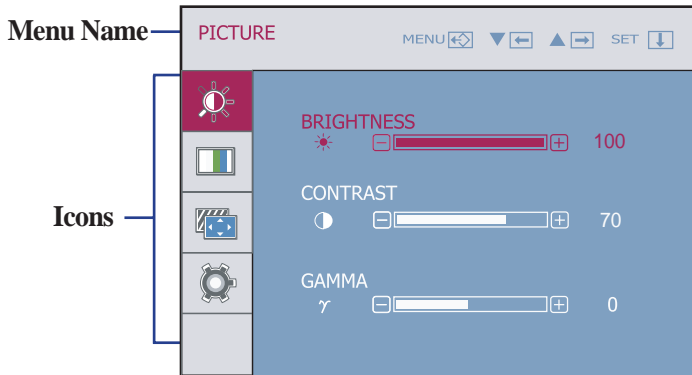 Menu Name
PICTURE MENU SET
BRIGHTNESS
100
CONTRAST
70
Icons
GAMMA
γ 0